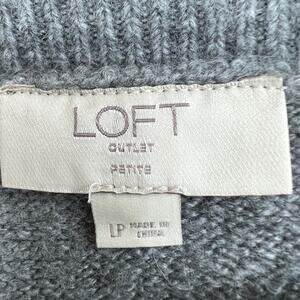 LOFT
OUTLET
PETITE
LP MADE IN
CHINA